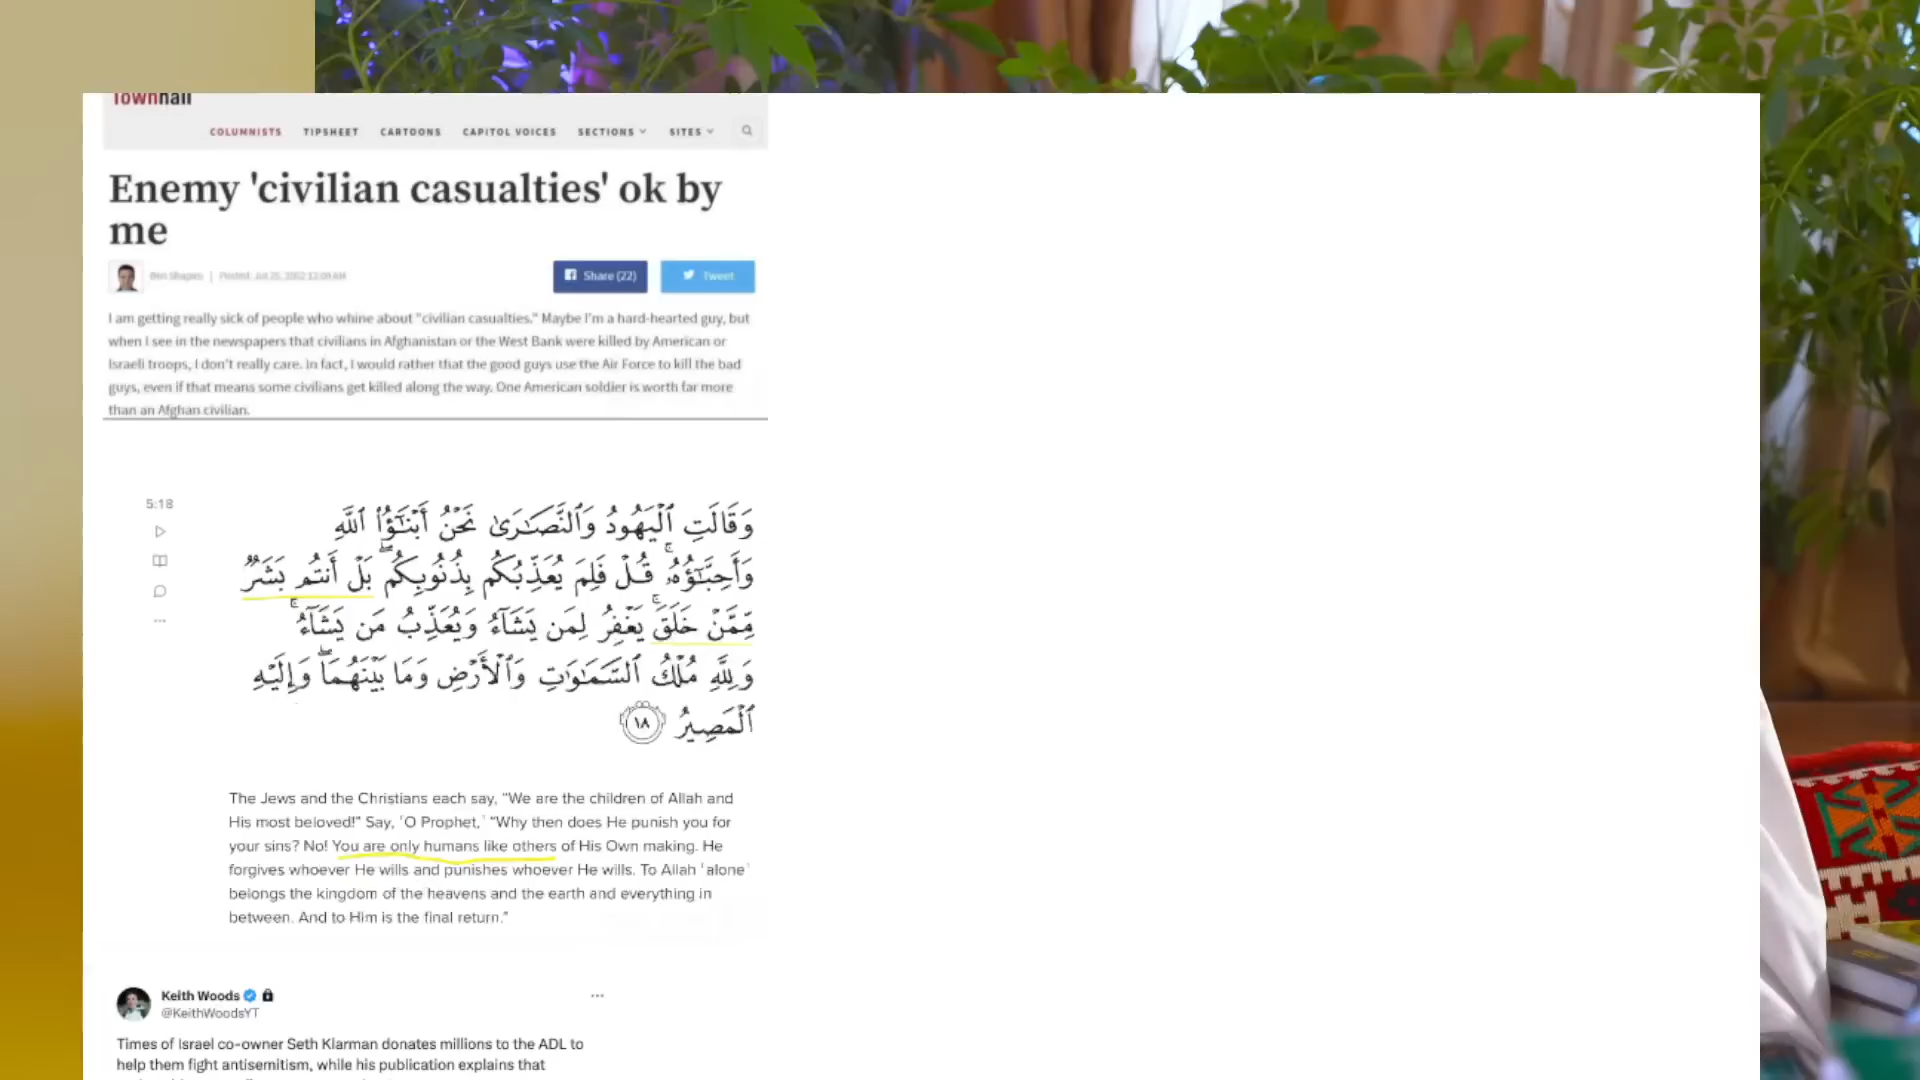 Townhall
COLUMNISTS TIPSHEET CARTOONS CAPITOL VOICES SECTIONS SITES
Enemy 'civilian casualties' ok by
me
Ben Shapiro | Posted: Jul 25, 2002 12:00 AM
Share (22) Tweet
I am getting really sick of people who whine about "civilian casualties." Maybe I'm a hard-hearted guy, but
when I see in the newspapers that civilians in Afghanistan or the West Bank were killed by American or
Israeli troops, I don't really care. In fact, I would rather that the good guys use the Air Force to kill the bad
guys, even if that means some civilians get killed along the way. One American soldier is worth far more
than an Afghan civilian.
5:18
وَقَالَتِ ٱلْيَهُودُ وَٱلنَّصَـٰرَىٰ نَحْنُ أَبْنَـٰٓؤُا۟ ٱللَّهِ
وَأَحِبَّـٰٓؤُهُۥ ۚ قُلْ فَلِمَ يُعَذِّبُكُم بِذُنُوبِكُم ۖ بَلْ أَنتُم بَشَرٌ
مِّمَّنْ خَلَقَ ۚ يَغْفِرُ لِمَن يَشَآءُ وَيُعَذِّبُ مَن يَشَآءُ ۚ
وَلِلَّهِ مُلْكُ ٱلسَّمَـٰوَٰتِ وَٱلْأَرْضِ وَمَا بَيْنَهُمَا ۖ وَإِلَيْهِ
ٱلْمَصِيرُ ١٨
The Jews and the Christians each say, "We are the children of Allah and
His most beloved!" Say, ˹O Prophet,˺ "Why then does He punish you for
your sins? No! You are only humans like others of His Own making. He
forgives whoever He wills and punishes whoever He wills. To Allah ˹alone˺
belongs the kingdom of the heavens and the earth and everything in
between. And to Him is the final return."
Keith Woods
@KeithWoodsYT
Times of Israel co-owner Seth Klarman donates millions to the ADL to
help them fight antisemitism, while his publication explains that